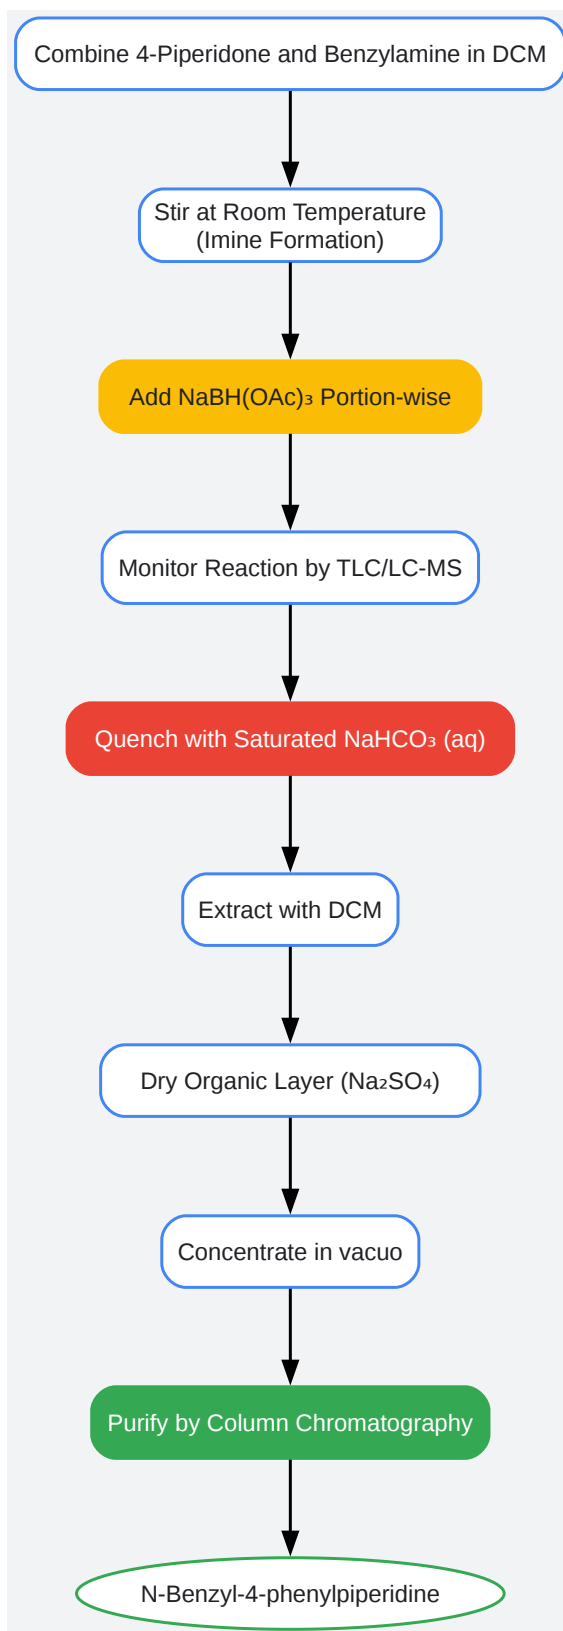 Combine 4-Piperidone and Benzylamine in DCM
Stir at Room Temperature
(Imine Formation)
Add NaBH(OAc)₃ Portion-wise
Monitor Reaction by TLC/LC-MS
Quench with Saturated NaHCO₃ (aq)
Extract with DCM
Dry Organic Layer (Na₂SO₄)
Concentrate in vacuo
Purify by Column Chromatography
N-Benzyl-4-phenylpiperidine